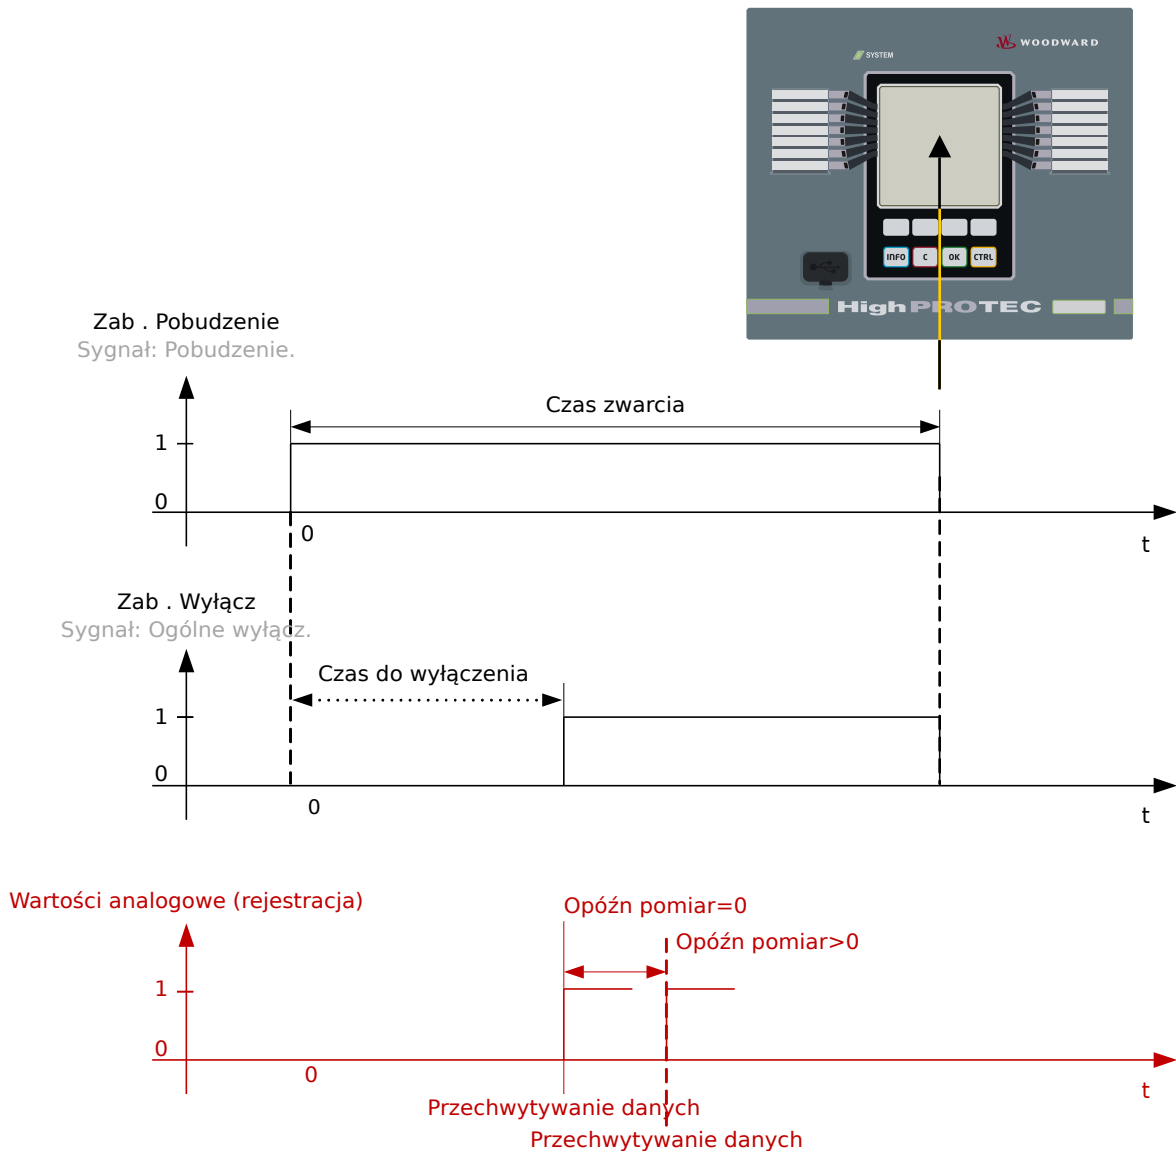 WOODWARD
SYSTEM
INFO C OK CTRL
HighPROTEC
Zab . Pobudzenie
Sygnał: Pobudzenie.
Czas zwarcia
1
0
0
t
Zab . Wyłącz
Sygnał: Ogólne wyłącz.
Czas do wyłączenia
1
0
0
t
Wartości analogowe (rejestracja)
Opóźn pomiar=0
Opóźn pomiar>0
1
0
0
t
Przechwytywanie danych
Przechwytywanie danych